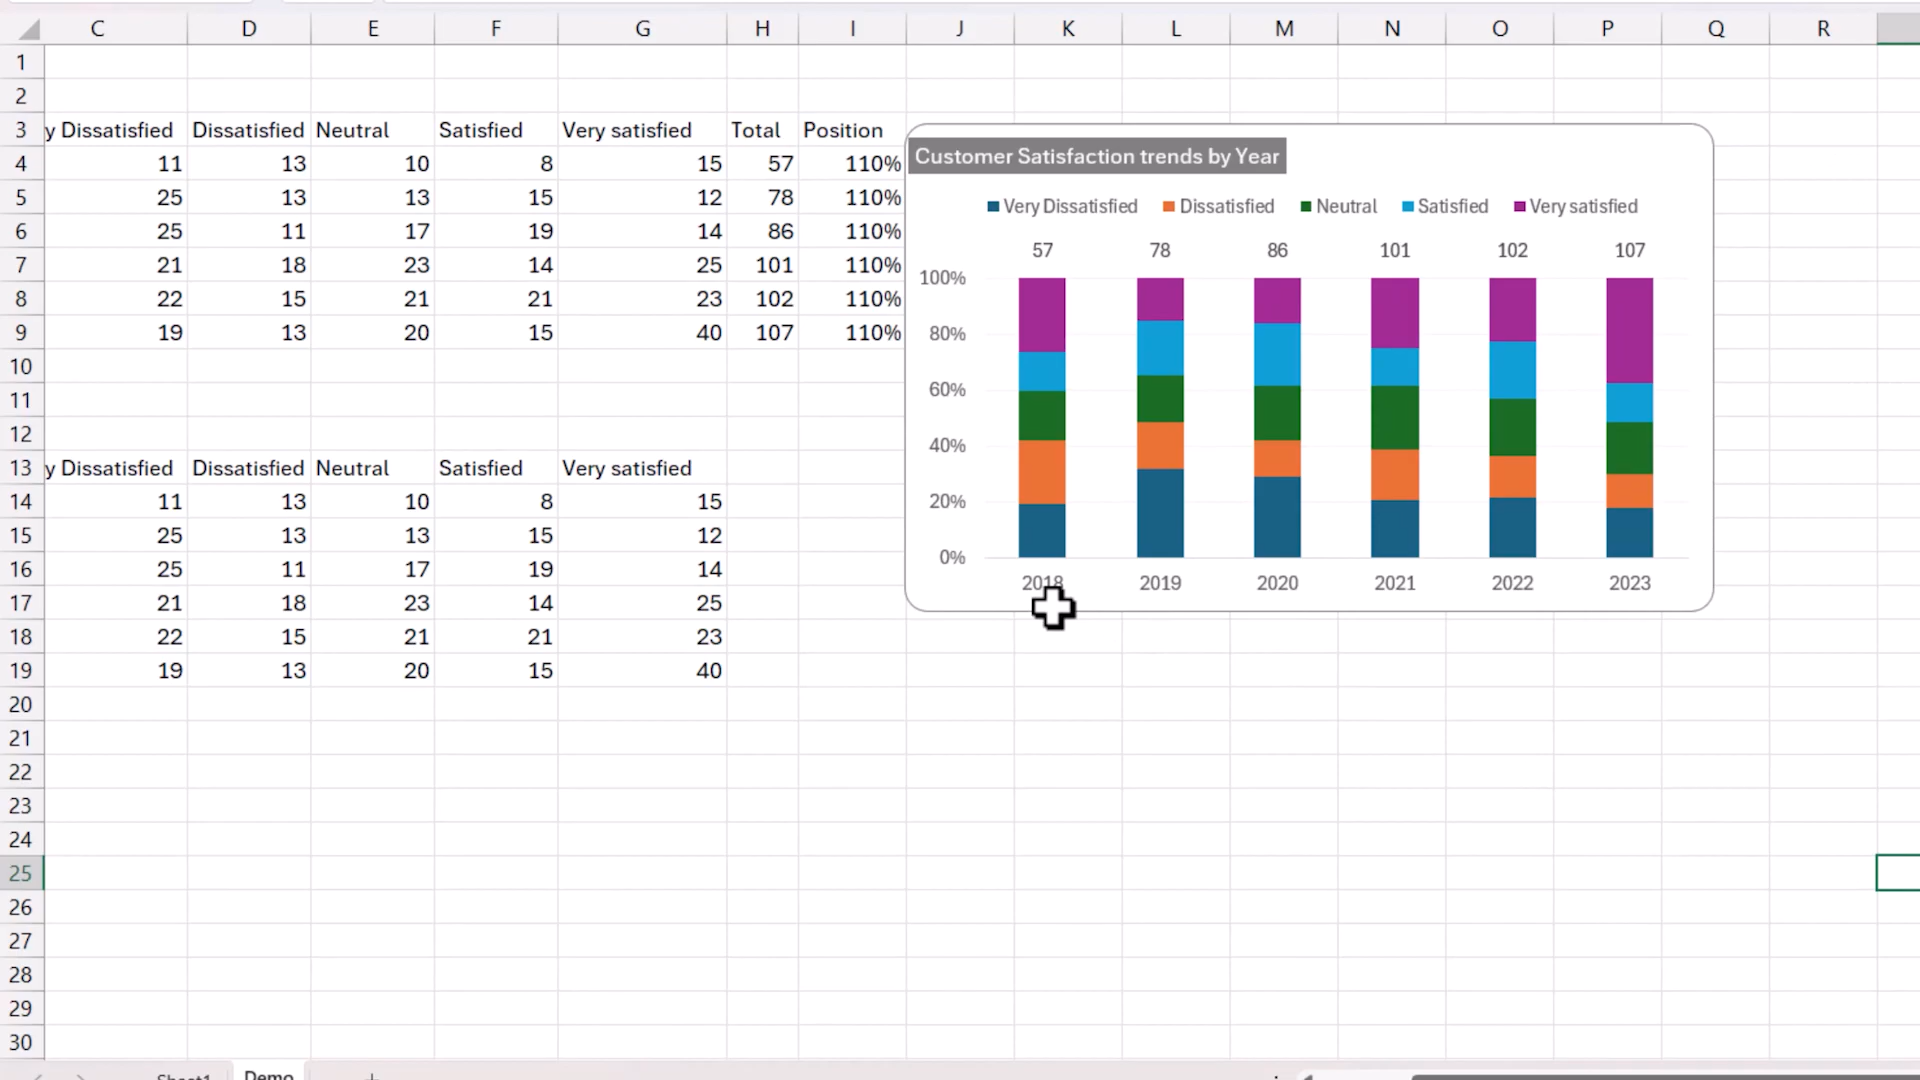 C D E F G H I J K L M N O P Q R
1
2
3 y Dissatisfied Dissatisfied Neutral Satisfied Very satisfied Total Position
4 11 13 10 8 15 57 110%
5 25 13 13 15 12 78 110%
6 25 11 17 19 14 86 110%
7 21 18 23 14 25 101 110%
8 22 15 21 21 23 102 110%
9 19 13 20 15 40 107 110%
10
11
12
13 y Dissatisfied Dissatisfied Neutral Satisfied Very satisfied
14 11 13 10 8 15
15 25 13 13 15 12
16 25 11 17 19 14
17 21 18 23 14 25
18 22 15 21 21 23
19 19 13 20 15 40
20
21
22
23
24
25
26
27
28
29
30
Customer Satisfaction trends by Year
Very Dissatisfied Dissatisfied Neutral Satisfied Very satisfied
57 78 86 101 102 107
100%
80%
60%
40%
20%
0%
2018 2019 2020 2021 2022 2023
Sheet1 Demo